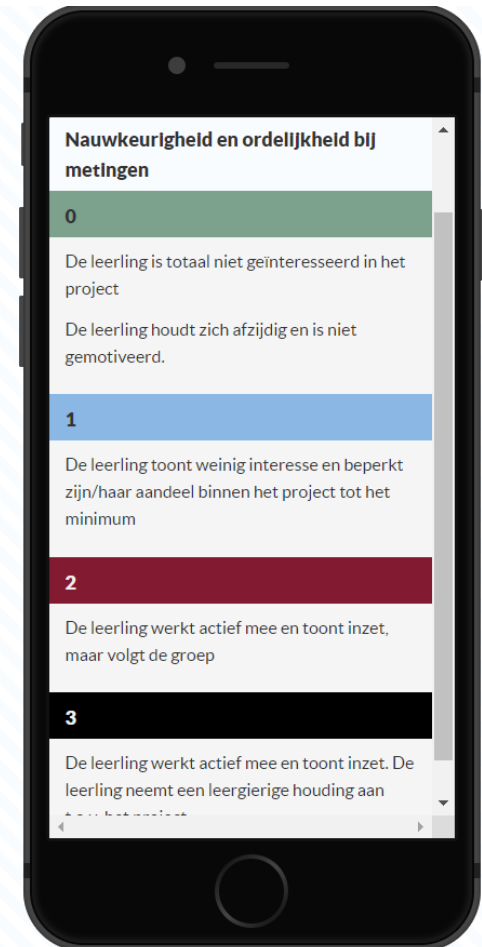 Nauwkeurigheid en ordelijkheid bij
metingen
0
De leerling is totaal niet geïnteresseerd in het
project
De leerling houdt zich afzijdig en is niet
gemotiveerd.
1
De leerling toont weinig interesse en beperkt
zijn/haar aandeel binnen het project tot het
minimum
2
De leerling werkt actief mee en toont inzet,
maar volgt de groep
3
De leerling werkt actief mee en toont inzet. De
leerling neemt een leergierige houding aan